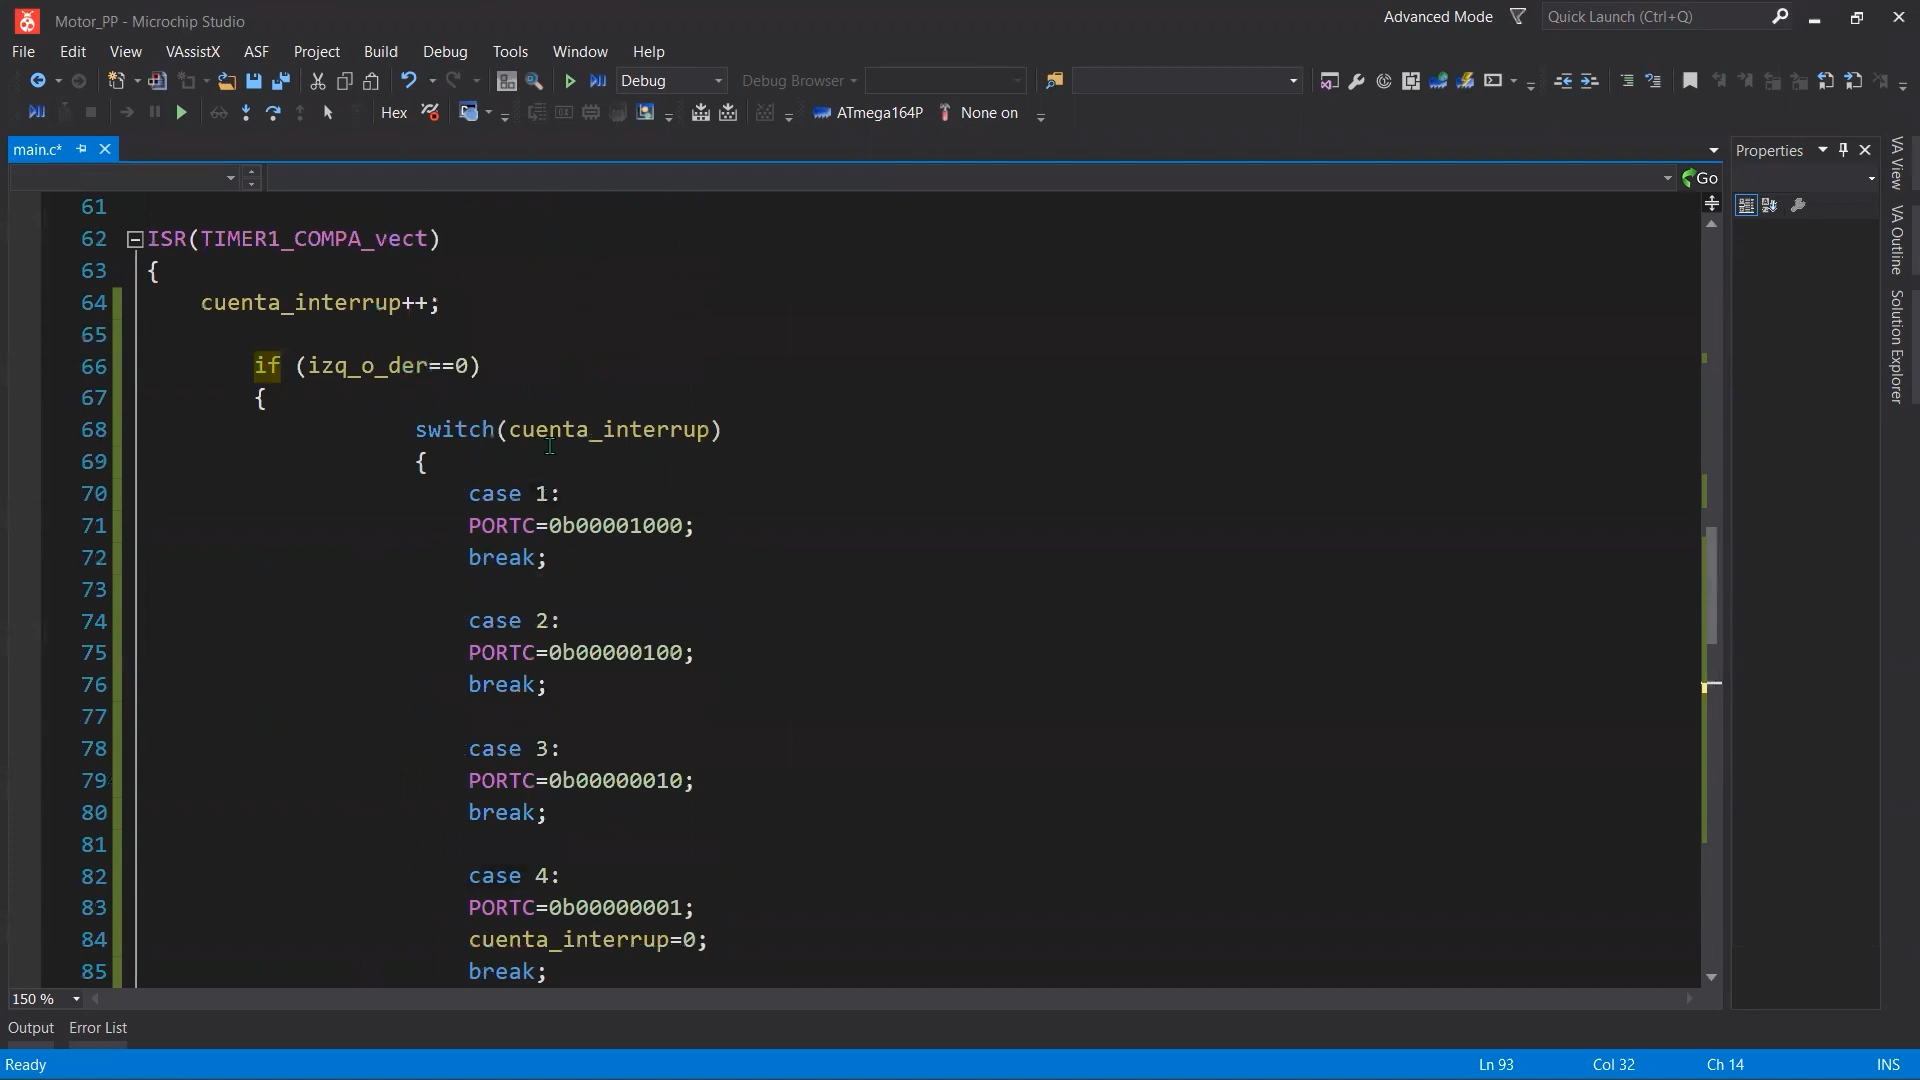 Motor_PP - Microchip Studio
Advanced Mode
Quick Launch (Ctrl+Q)
File Edit View VAssistX ASF Project Build Debug Tools Window Help
Debug
Debug Browser
Hex
ATmega164P
None on
main.c*
Properties
Go
VA View
VA Outline
Solution Explorer
61
62 ISR(TIMER1_COMPA_vect)
63 {
64 cuenta_interrup++;
65
66 if (izq_o_der==0)
67 {
68 switch(cuenta_interrup)
69 {
70 case 1:
71 PORTC=0b00001000;
72 break;
73
74 case 2:
75 PORTC=0b00000100;
76 break;
77
78 case 3:
79 PORTC=0b00000010;
80 break;
81
82 case 4:
83 PORTC=0b00000001;
84 cuenta_interrup=0;
85 break;
150 %
Output Error List
Ready
Ln 93
Col 32
Ch 14
INS